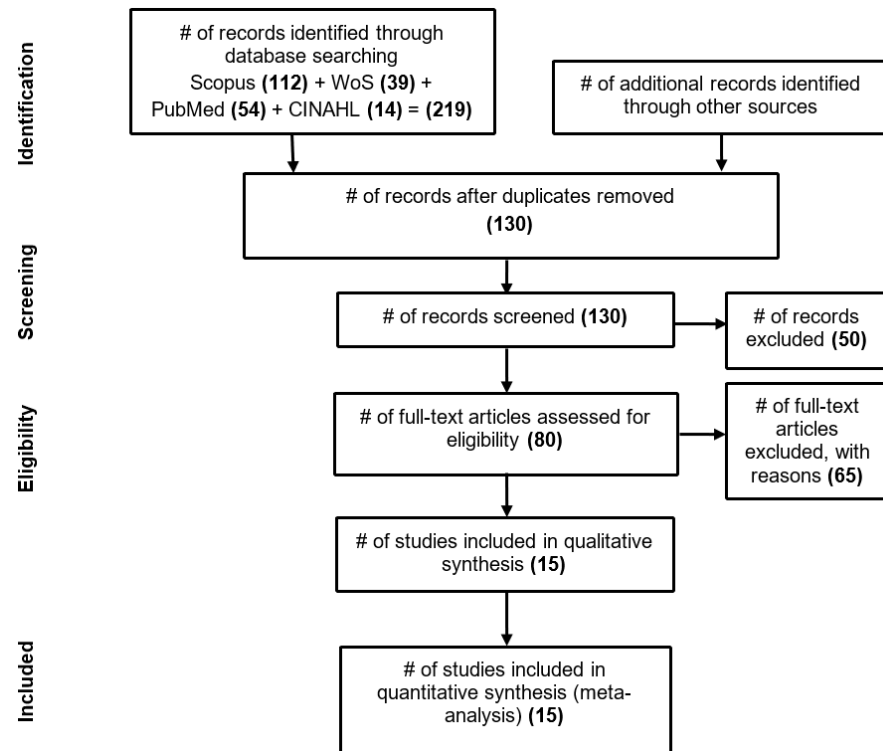 Identification
# of records identified through
database searching
Scopus (112) + WoS (39) +
PubMed (54) + CINAHL (14) = (219)
# of additional records identified
through other sources
# of records after duplicates removed
(130)
Screening
# of records screened (130)
# of records
excluded (50)
Eligibility
# of full-text articles assessed for
eligibility (80)
# of full-text
articles
excluded, with
reasons (65)
# of studies included in qualitative
synthesis (15)
Included
# of studies included in
quantitative synthesis (meta-
analysis) (15)